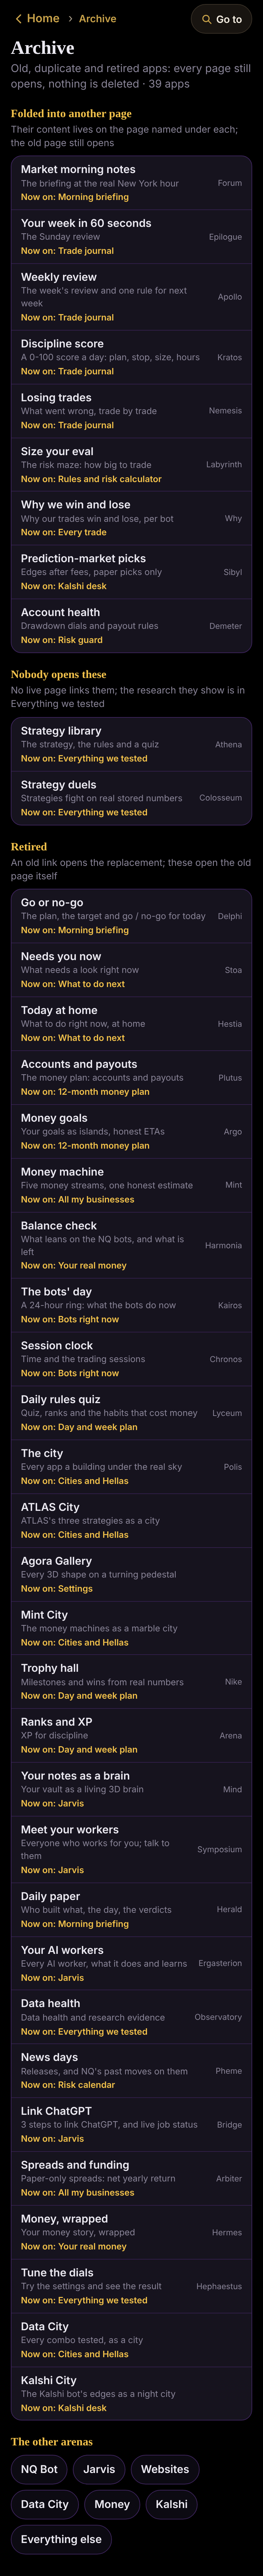 Home › Archive
Go to
Archive
Old, duplicate and retired apps: every page still
opens, nothing is deleted · 39 apps
Folded into another page
Their content lives on the page named under each;
the old page still opens
Market morning notes
The briefing at the real New York hour
Forum
Now on: Morning briefing
Your week in 60 seconds
The Sunday review
Epilogue
Now on: Trade journal
Weekly review
The week's review and one rule for next
week
Apollo
Now on: Trade journal
Discipline score
A 0-100 score a day: plan, stop, size, hours
Kratos
Now on: Trade journal
Losing trades
What went wrong, trade by trade
Nemesis
Now on: Trade journal
Size your eval
The risk maze: how big to trade
Labyrinth
Now on: Rules and risk calculator
Why we win and lose
Why our trades win and lose, per bot
Why
Now on: Every trade
Prediction-market picks
Edges after fees, paper picks only
Sibyl
Now on: Kalshi desk
Account health
Drawdown dials and payout rules
Demeter
Now on: Risk guard
Nobody opens these
No live page links them; the research they show is in
Everything we tested
Strategy library
The strategy, the rules and a quiz
Athena
Now on: Everything we tested
Strategy duels
Strategies fight on real stored numbers
Colosseum
Now on: Everything we tested
Retired
An old link opens the replacement; these open the old
page itself
Go or no-go
The plan, the target and go / no-go for today
Delphi
Now on: Morning briefing
Needs you now
What needs a look right now
Stoa
Now on: What to do next
Today at home
What to do right now, at home
Hestia
Now on: What to do next
Accounts and payouts
The money plan: accounts and payouts
Plutus
Now on: 12-month money plan
Money goals
Your goals as islands, honest ETAs
Argo
Now on: 12-month money plan
Money machine
Five money streams, one honest estimate
Mint
Now on: All my businesses
Balance check
What leans on the NQ bots, and what is
left
Harmonia
Now on: Your real money
The bots' day
A 24-hour ring: what the bots do now
Kairos
Now on: Bots right now
Session clock
Time and the trading sessions
Chronos
Now on: Bots right now
Daily rules quiz
Quiz, ranks and the habits that cost money
Lyceum
Now on: Day and week plan
The city
Every app a building under the real sky
Polis
Now on: Cities and Hellas
ATLAS City
ATLAS's three strategies as a city
Now on: Cities and Hellas
Agora Gallery
Every 3D shape on a turning pedestal
Now on: Settings
Mint City
The money machines as a marble city
Now on: Cities and Hellas
Trophy hall
Milestones and wins from real numbers
Nike
Now on: Day and week plan
Ranks and XP
XP for discipline
Arena
Now on: Day and week plan
Your notes as a brain
Your vault as a living 3D brain
Mind
Now on: Jarvis
Meet your workers
Everyone who works for you; talk to
them
Symposium
Now on: Jarvis
Daily paper
Who built what, the day, the verdicts
Herald
Now on: Morning briefing
Your AI workers
Every AI worker, what it does and learns
Ergasterion
Now on: Jarvis
Data health
Data health and research evidence
Observatory
Now on: Everything we tested
News days
Releases, and NQ's past moves on them
Pheme
Now on: Risk calendar
Link ChatGPT
3 steps to link ChatGPT, and live job status
Bridge
Now on: Jarvis
Spreads and funding
Paper-only spreads: net yearly return
Arbiter
Now on: All my businesses
Money, wrapped
Your money story, wrapped
Hermes
Now on: Your real money
Tune the dials
Try the settings and see the result
Hephaestus
Now on: Everything we tested
Data City
Every combo tested, as a city
Now on: Cities and Hellas
Kalshi City
The Kalshi bot's edges as a night city
Now on: Kalshi desk
The other arenas
NQ Bot
Jarvis
Websites
Data City
Money
Kalshi
Everything else